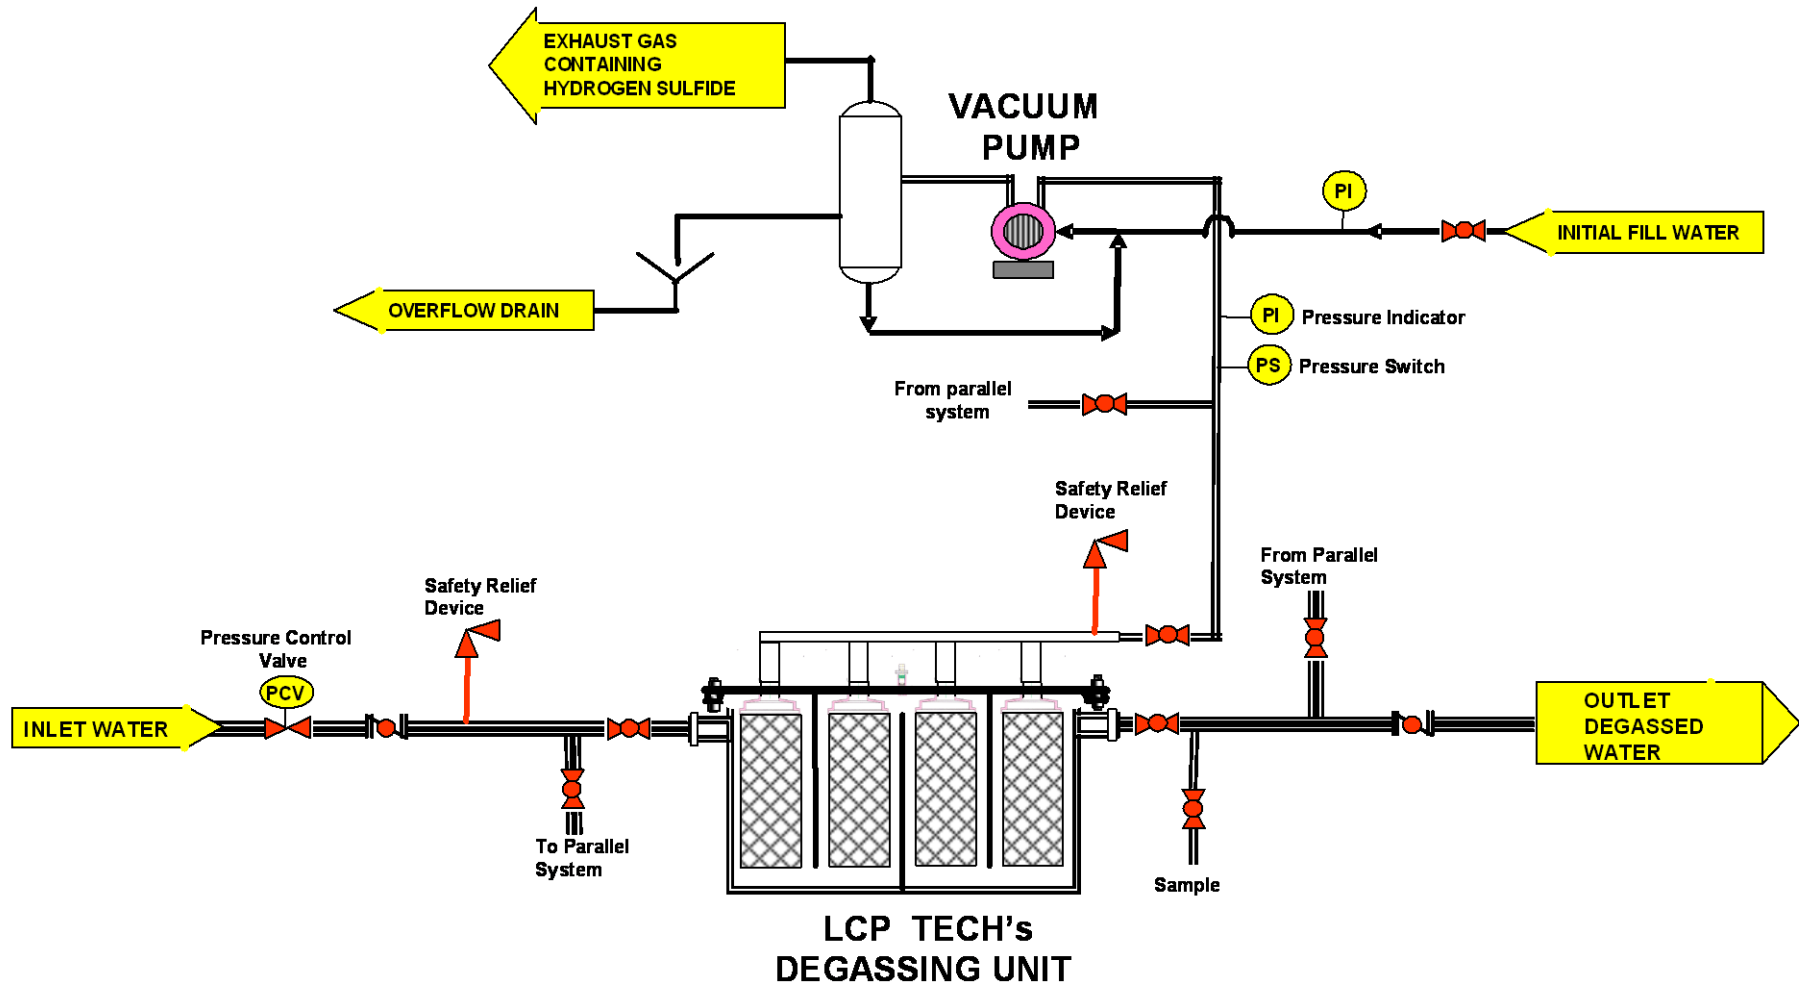 EXHAUST GAS
CONTAINING
HYDROGEN SULFIDE
VACUUM
PUMP
PI
INITIAL FILL WATER
OVERFLOW DRAIN
PI
Pressure Indicator
PS
Pressure Switch
From parallel
system
Safety Relief
Device
From Parallel
System
Safety Relief
Device
Pressure Control
Valve
PCV
INLET WATER
OUTLET
DEGASSED
WATER
To Parallel
System
Sample
LCP TECH's
DEGASSING UNIT